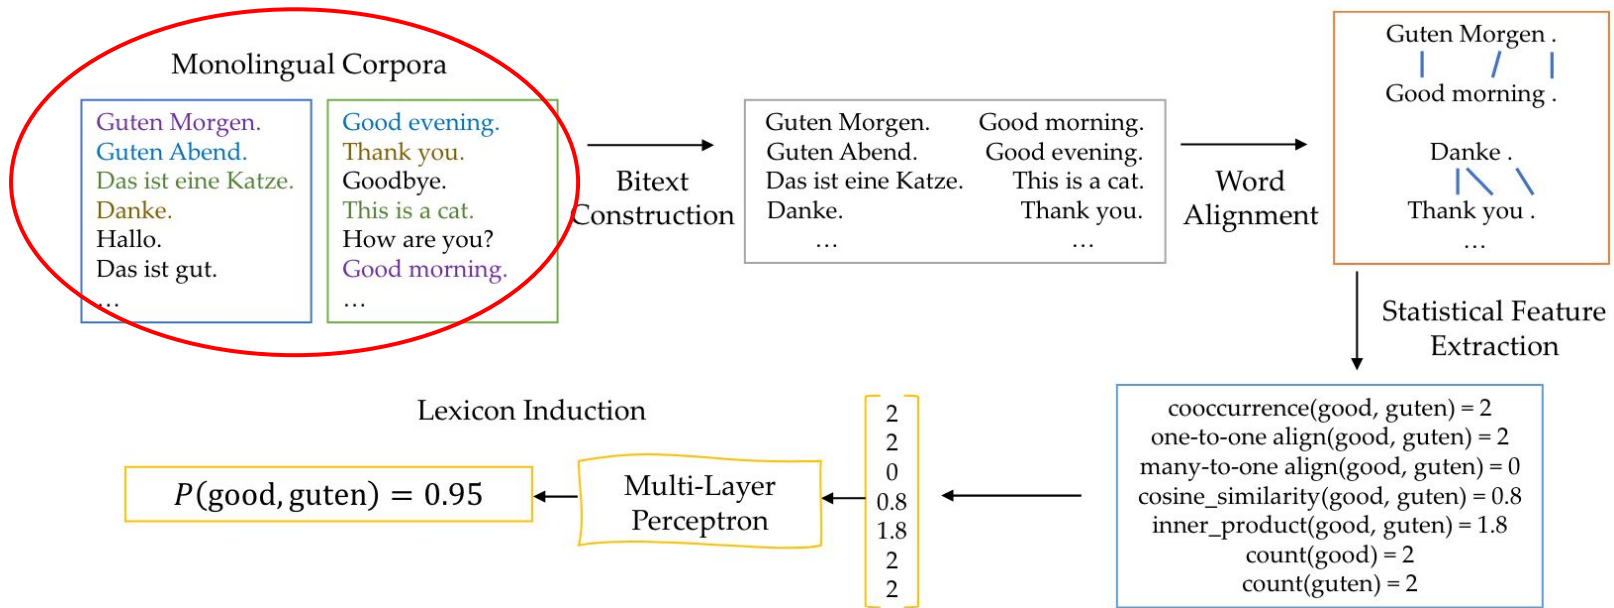 Monolingual Corpora
Guten Morgen.
Guten Abend.
Das ist eine Katze.
Danke.
Hallo.
Das ist gut.
…
Good evening.
Thank you.
Goodbye.
This is a cat.
How are you?
Good morning.
…
Bitext
Construction
Guten Morgen. Good morning.
Guten Abend. Good evening.
Das ist eine Katze. This is a cat.
Danke. Thank you.
… …
Word
Alignment
Guten Morgen .
Good morning .
Danke .
Thank you .
…
Statistical Feature
Extraction
cooccurrence(good, guten) = 2
one-to-one align(good, guten) = 2
many-to-one align(good, guten) = 0
cosine_similarity(good, guten) = 0.8
inner_product(good, guten) = 1.8
count(good) = 2
count(guten) = 2
2
2
0
0.8
1.8
2
2
Lexicon Induction
Multi-Layer
Perceptron
P(good, guten) = 0.95